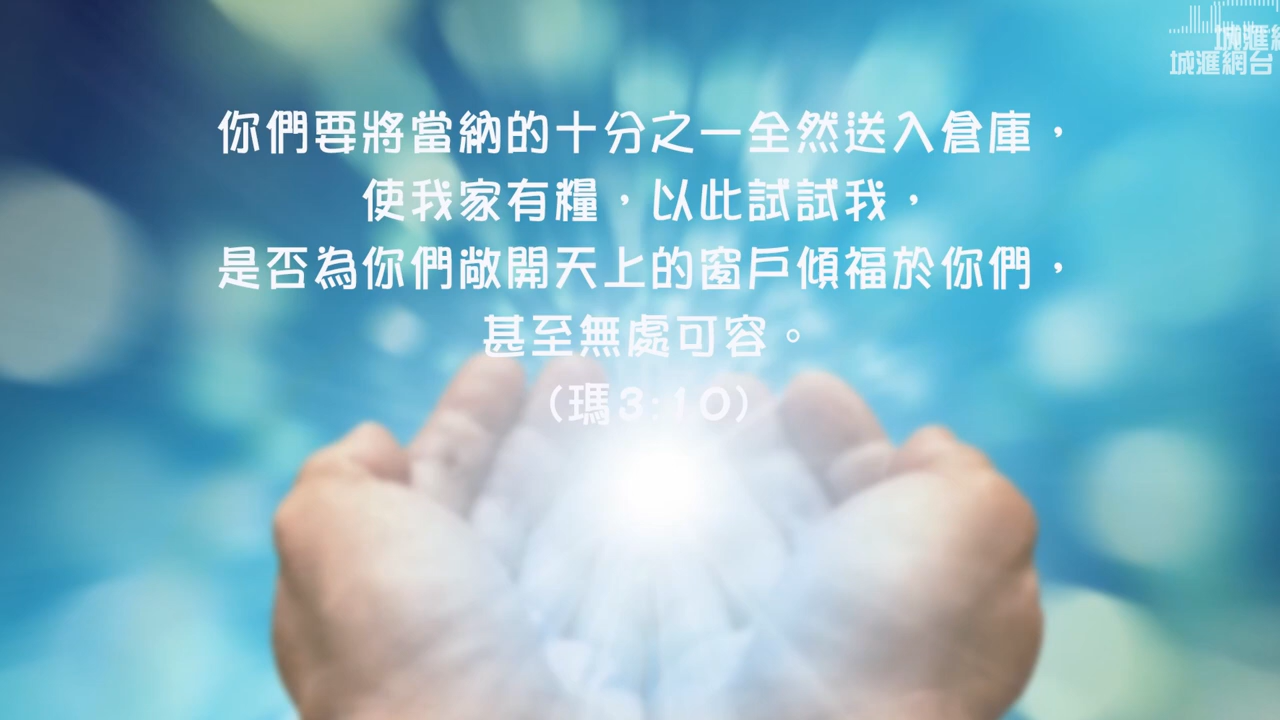 城滙網台
你們要將當納的十分之一全然送入倉庫，
使我家有糧，以此試試我，
是否為你們敞開天上的窗戶傾福於你們，
甚至無處可容。
(瑪3:10)